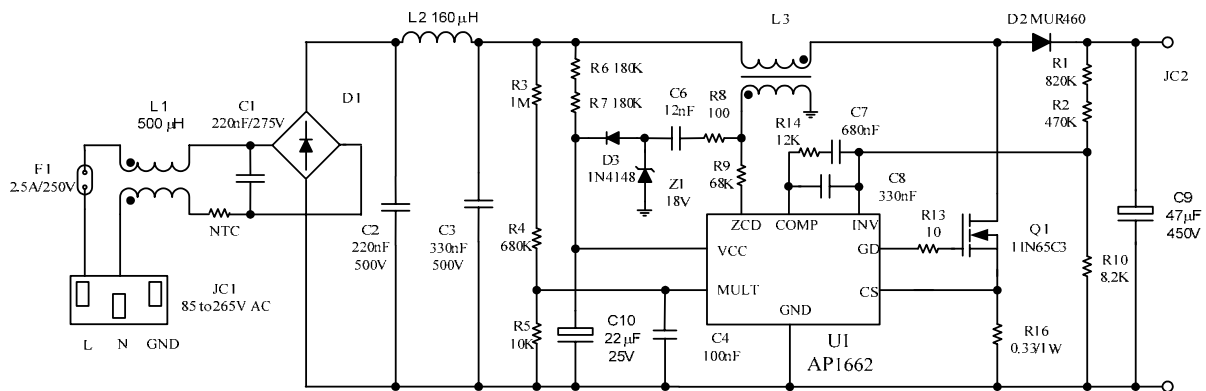 L2 160μH
L3
D2 MUR460
R1
820K
R2
470K
JC2
R3
1M
R6 180K
R7 180K
C6
12nF
R8
100
C7
680nF
R14
12K
L1
500 μH
C1
220nF/275V
D1
F1
2.5A/250V
D3
1N4148
Z1
18V
R9
68K
C8
330nF
NTC
C2
220nF
500V
C3
330nF
500V
R4
680K
ZCD
COMP
INV
VCC
GD
MULT
CS
GND
R13
10
Q1
11N65C3
C9
47μF
450V
R10
8.2K
JC1
85 to265V AC
L
N
GND
R5
10K
C10
22μF
25V
C4
100nF
U1
AP1662
R16
0.33/1W